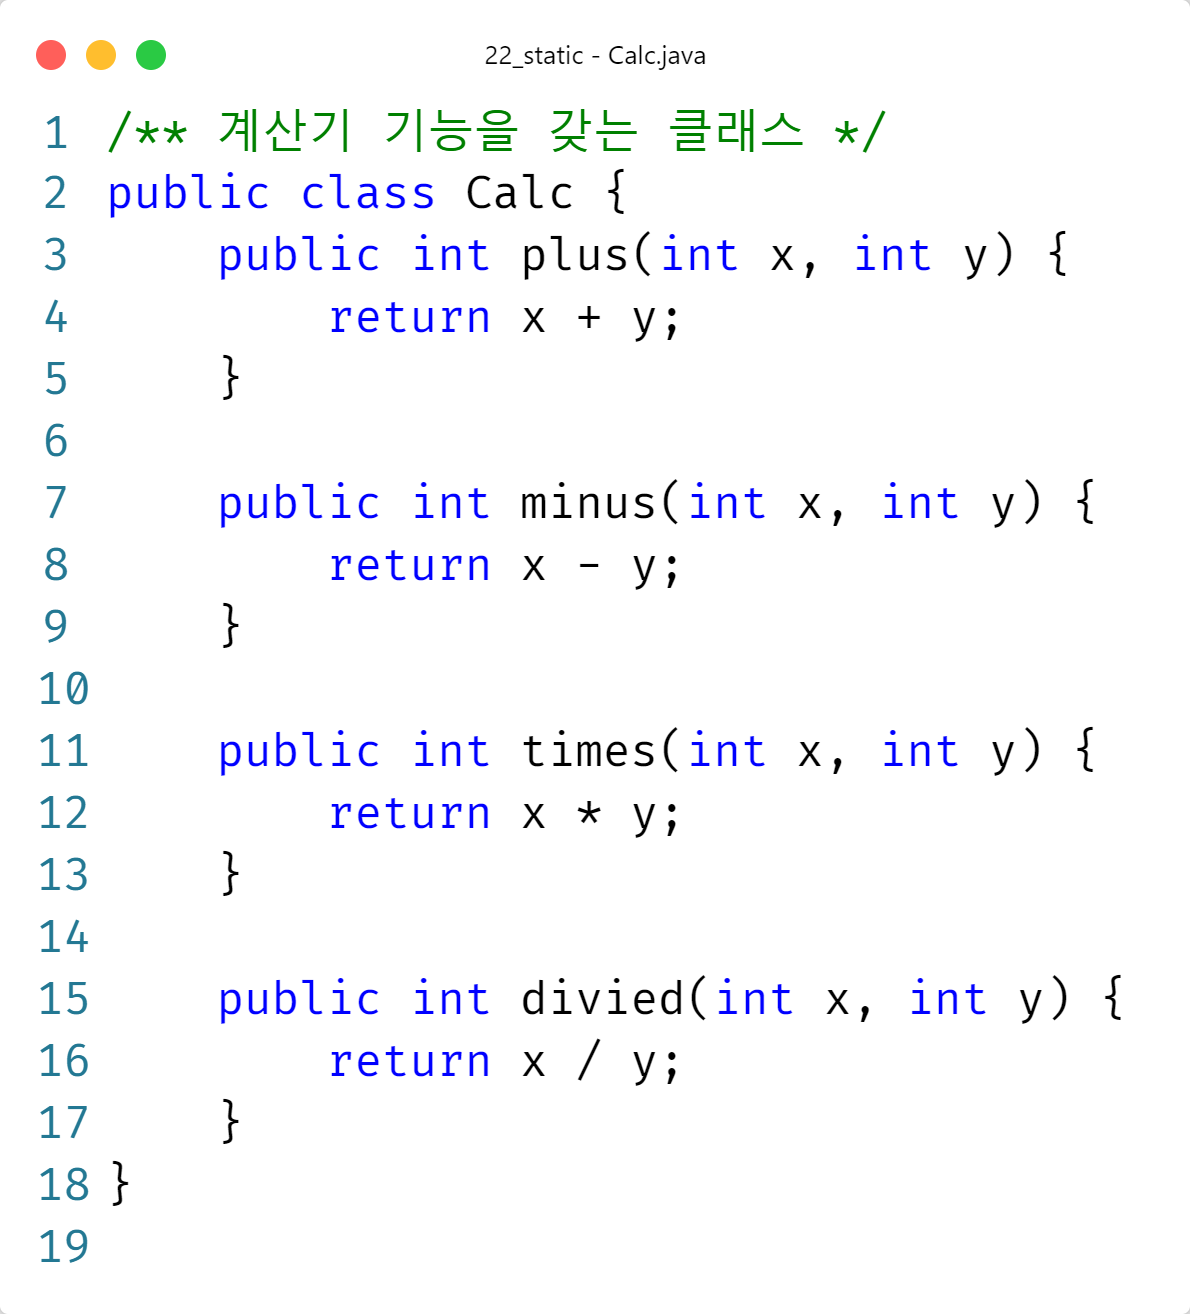 22_static - Calc.java
1 /** 계산기 기능을 갖는 클래스 */
2 public class Calc {
3     public int plus(int x, int y) {
4         return x + y;
5     }
6
7     public int minus(int x, int y) {
8         return x - y;
9     }
10
11     public int times(int x, int y) {
12         return x * y;
13     }
14
15     public int divied(int x, int y) {
16         return x / y;
17     }
18 }
19